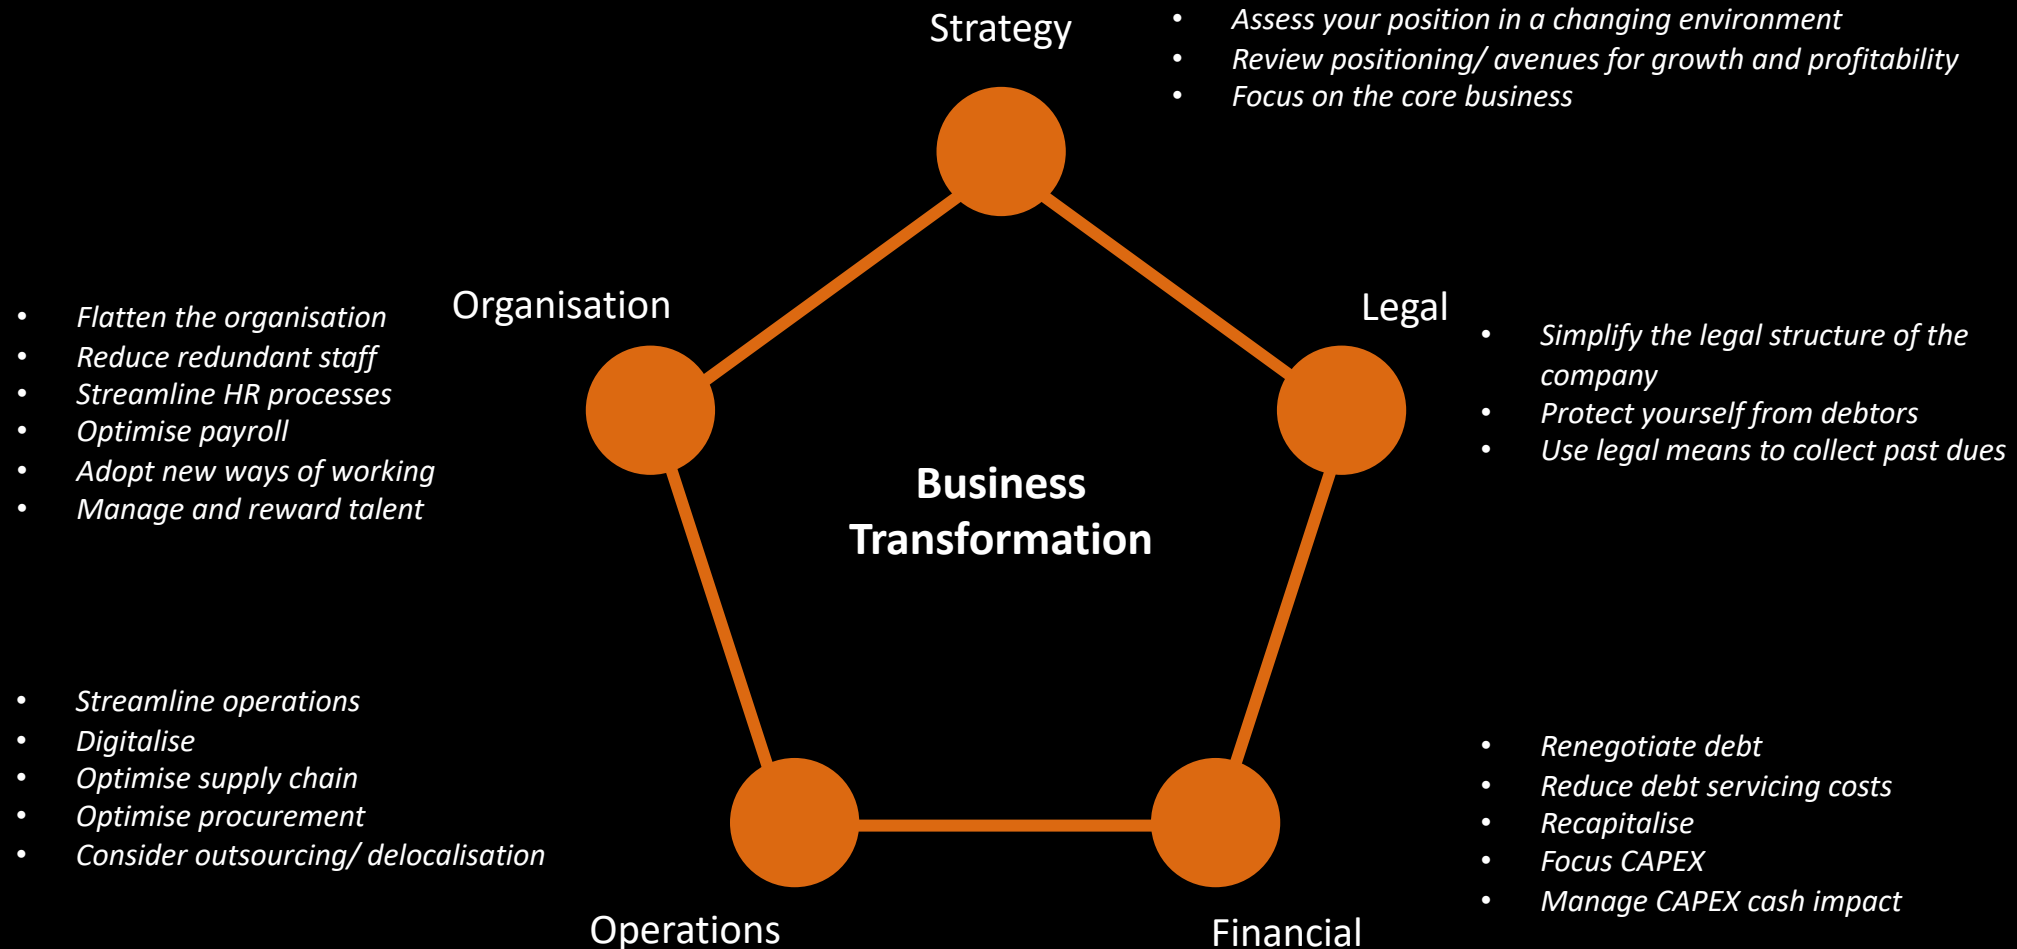 Strategy
• Assess your position in a changing environment
• Review positioning/ avenues for growth and profitability
• Focus on the core business
Organisation
• Flatten the organisation
• Reduce redundant staff
• Streamline HR processes
• Optimise payroll
• Adopt new ways of working
• Manage and reward talent
Legal
• Simplify the legal structure of the
company
• Protect yourself from debtors
• Use legal means to collect past dues
Business
Transformation
• Streamline operations
• Digitalise
• Optimise supply chain
• Optimise procurement
• Consider outsourcing/ delocalisation
Operations
• Renegotiate debt
• Reduce debt servicing costs
• Recapitalise
• Focus CAPEX
• Manage CAPEX cash impact
Financial